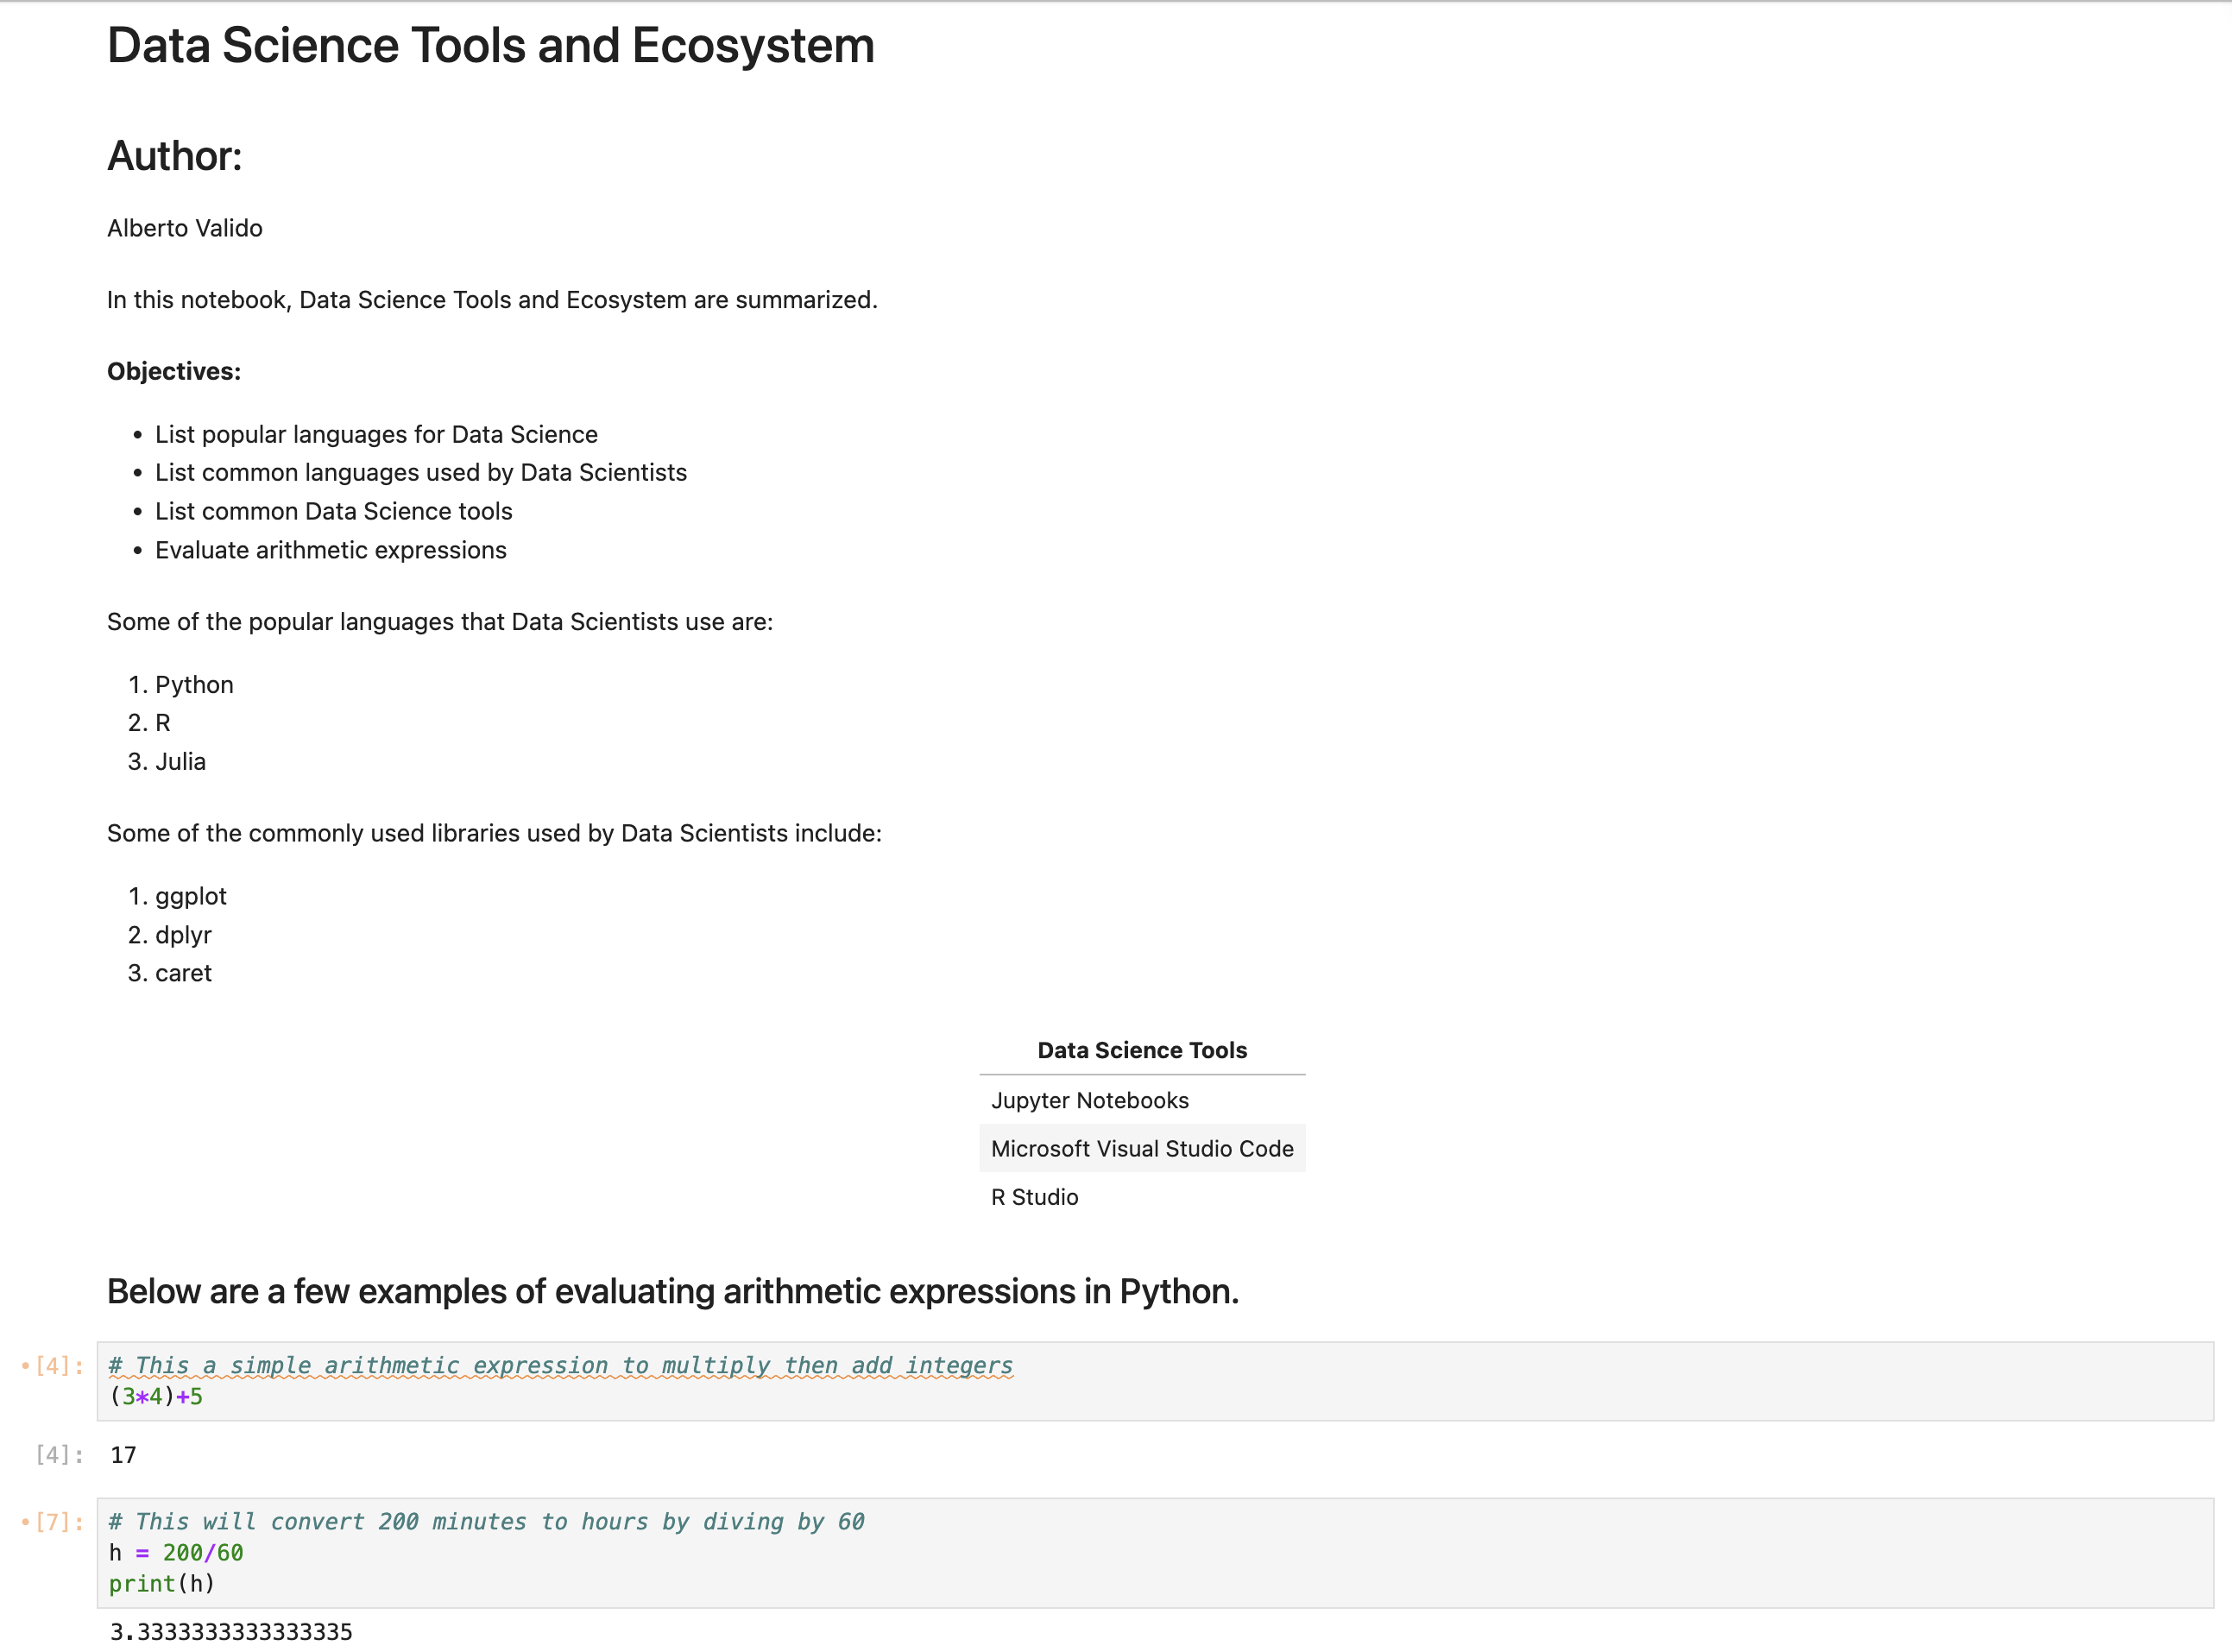 Data Science Tools and Ecosystem
Author:
Alberto Valido
In this notebook, Data Science Tools and Ecosystem are summarized.
Objectives:
• List popular languages for Data Science
• List common languages used by Data Scientists
• List common Data Science tools
• Evaluate arithmetic expressions
Some of the popular languages that Data Scientists use are:
1. Python
2. R
3. Julia
Some of the commonly used libraries used by Data Scientists include:
1. ggplot
2. dplyr
3. caret
Data Science Tools
Jupyter Notebooks
Microsoft Visual Studio Code
R Studio
Below are a few examples of evaluating arithmetic expressions in Python.
•[4]: # This a simple arithmetic expression to multiply then add integers
(3*4)+5
[4]: 17
•[7]: # This will convert 200 minutes to hours by diving by 60
h = 200/60
print(h)
3.3333333333333335